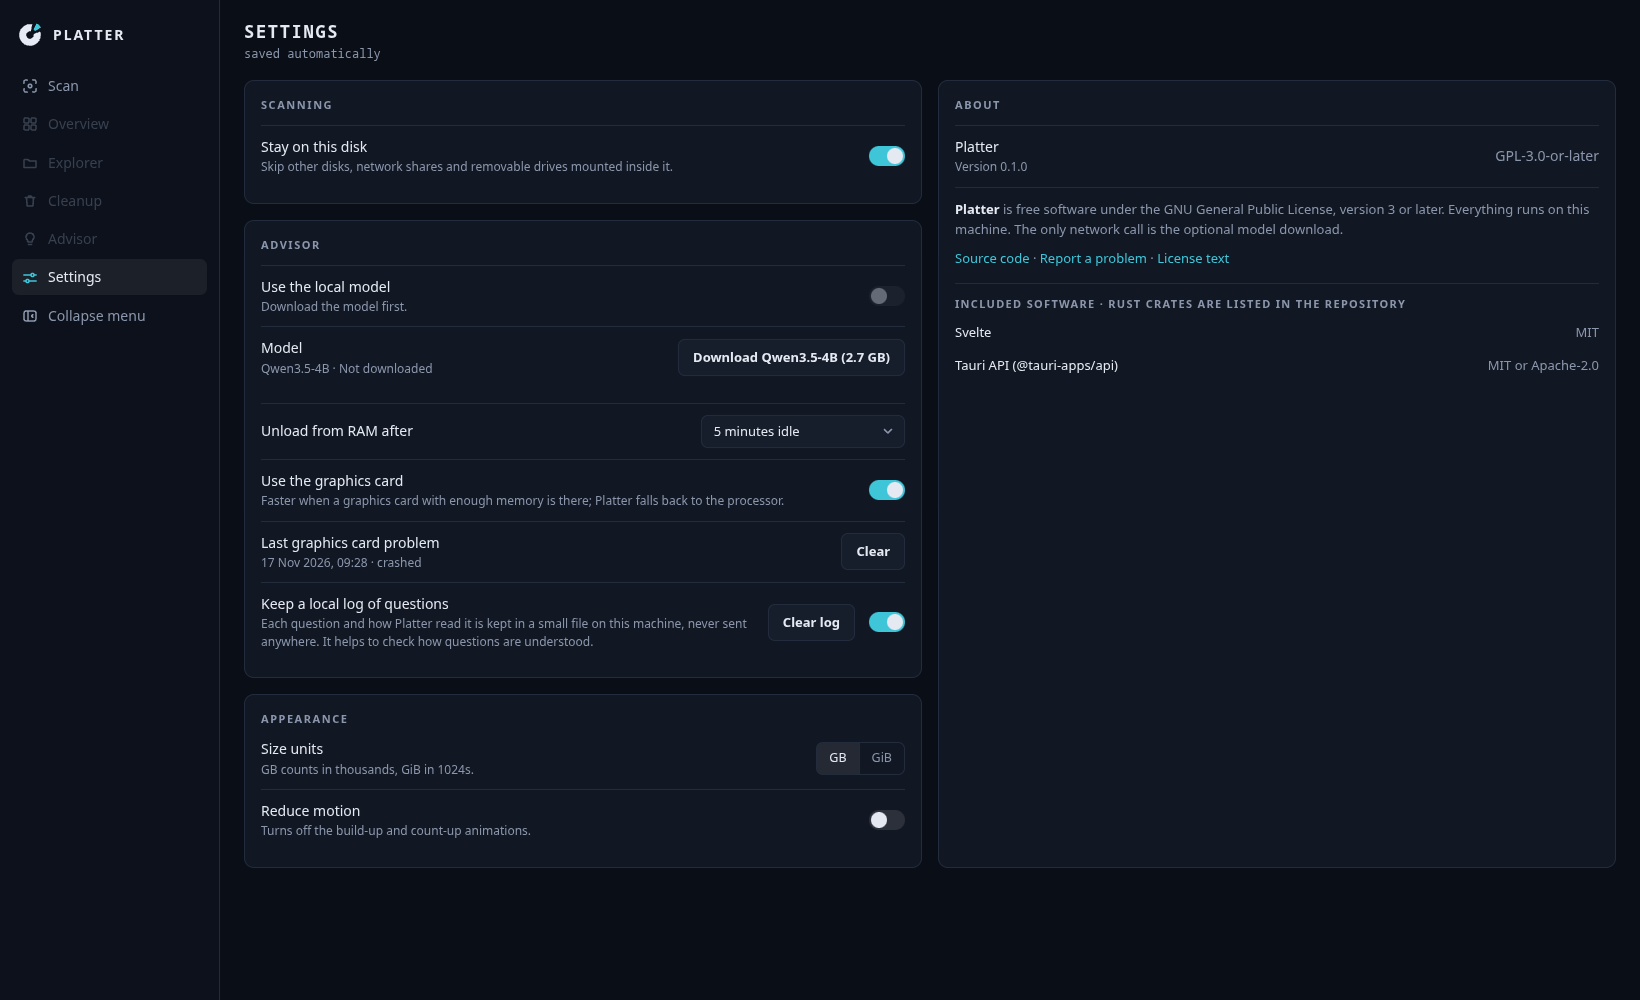 PLATTER
Scan
Overview
Explorer
Cleanup
Advisor
Settings
Collapse menu
SETTINGS
saved automatically
SCANNING
Stay on this disk
Skip other disks, network shares and removable drives mounted inside it.
ADVISOR
Use the local model
Download the model first.
Model
Qwen3.5-4B · Not downloaded
Download Qwen3.5-4B (2.7 GB)
Unload from RAM after
5 minutes idle
Use the graphics card
Faster when a graphics card with enough memory is there; Platter falls back to the processor.
Last graphics card problem
17 Nov 2026, 09:28 · crashed
Clear
Keep a local log of questions
Each question and how Platter read it is kept in a small file on this machine, never sent
anywhere. It helps to check how questions are understood.
Clear log
APPEARANCE
Size units
GB counts in thousands, GiB in 1024s.
GB GiB
Reduce motion
Turns off the build-up and count-up animations.
ABOUT
Platter
Version 0.1.0
GPL-3.0-or-later
Platter is free software under the GNU General Public License, version 3 or later. Everything runs on this
machine. The only network call is the optional model download.
Source code · Report a problem · License text
INCLUDED SOFTWARE · RUST CRATES ARE LISTED IN THE REPOSITORY
Svelte MIT
Tauri API (@tauri-apps/api) MIT or Apache-2.0